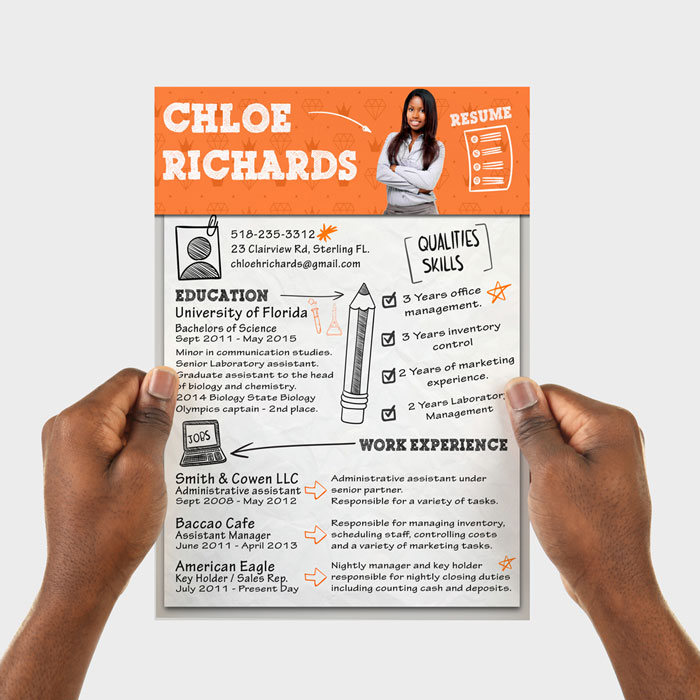 CHLOE
RICHARDS
RESUME
518-235-3312
23 Clairview Rd, Sterling FL.
chloehrichards@gmail.com
QUALITIES
SKILLS
EDUCATION
University of Florida
Bachelors of Science
Sept 2011 - May 2015
Minor in communication studies.
Senior Laboratory assistant.
Graduate assistant to the head
of biology and chemistry.
2014 Biology State Biology
Olympics captain - 2nd place.
3 Years office
management.
3 Years inventory
control
2 Years of marketing
experience.
2 Years Laborator
Management
JOBS
WORK EXPERIENCE
Smith & Cowen LLC
Administrative assistant
Sept 2008 - May 2012
Administrative assistant under
senior partner.
Responsible for a variety of tasks.
Baccao Cafe
Assistant Manager
June 2011 - April 2013
Responsible for managing inventory,
scheduling staff, controlling costs
and a variety of marketing tasks.
American Eagle
Key Holder / Sales Rep.
July 2011 - Present Day
Nightly manager and key holder
responsible for nightly closing duties
including counting cash and deposits.